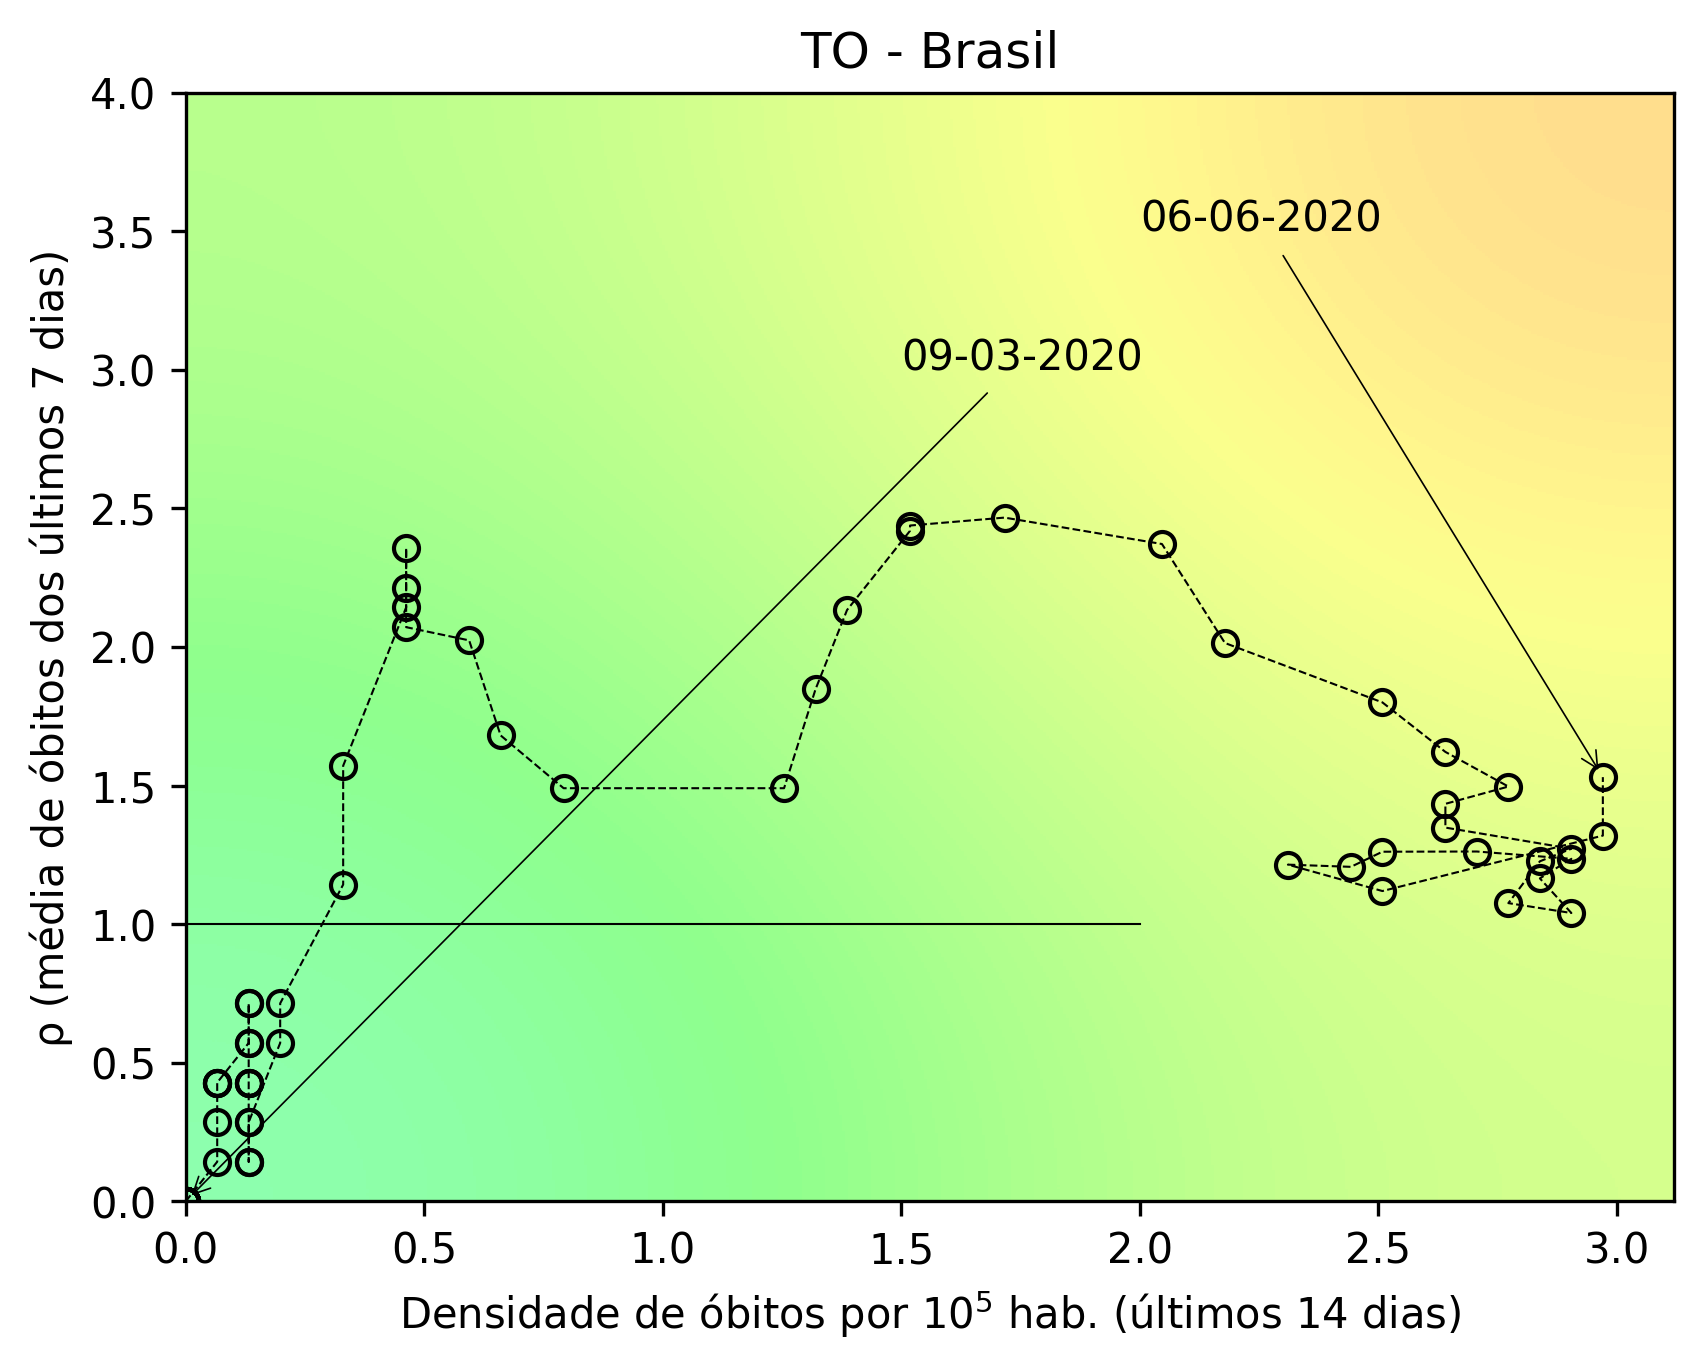 TO - Brasil
4.0
3.5
3.0
2.5
2.0
1.5
1.0
0.5
0.0
ρ (média de óbitos dos últimos 7 dias)
06-06-2020
09-03-2020
0.0 0.5 1.0 1.5 2.0 2.5 3.0
Densidade de óbitos por 10⁵ hab. (últimos 14 dias)